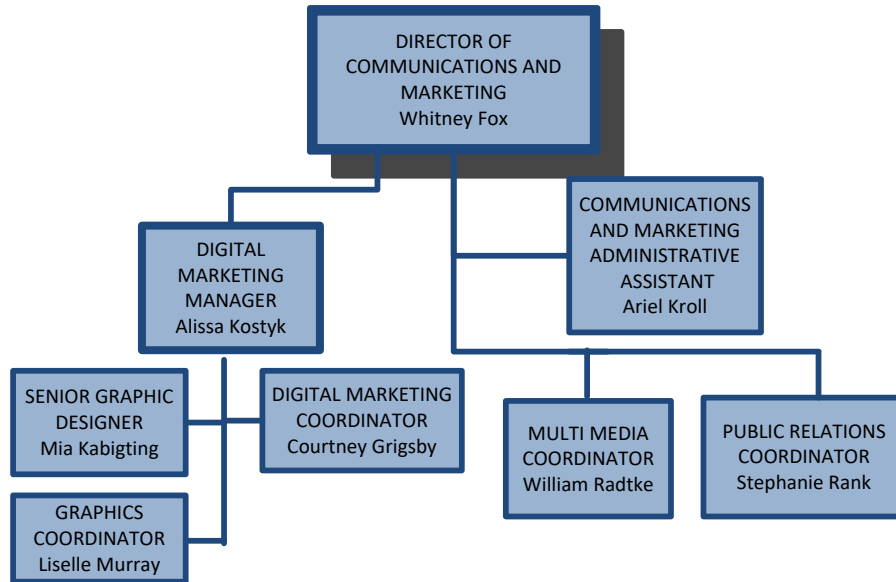 DIRECTOR OF
COMMUNICATIONS AND
MARKETING
Whitney Fox
COMMUNICATIONS
AND MARKETING
ADMINISTRATIVE
ASSISTANT
Ariel Kroll
DIGITAL
MARKETING
MANAGER
Alissa Kostyk
SENIOR GRAPHIC
DESIGNER
Mia Kabigting
DIGITAL MARKETING
COORDINATOR
Courtney Grigsby
MULTI MEDIA
COORDINATOR
William Radtke
PUBLIC RELATIONS
COORDINATOR
Stephanie Rank
GRAPHICS
COORDINATOR
Liselle Murray